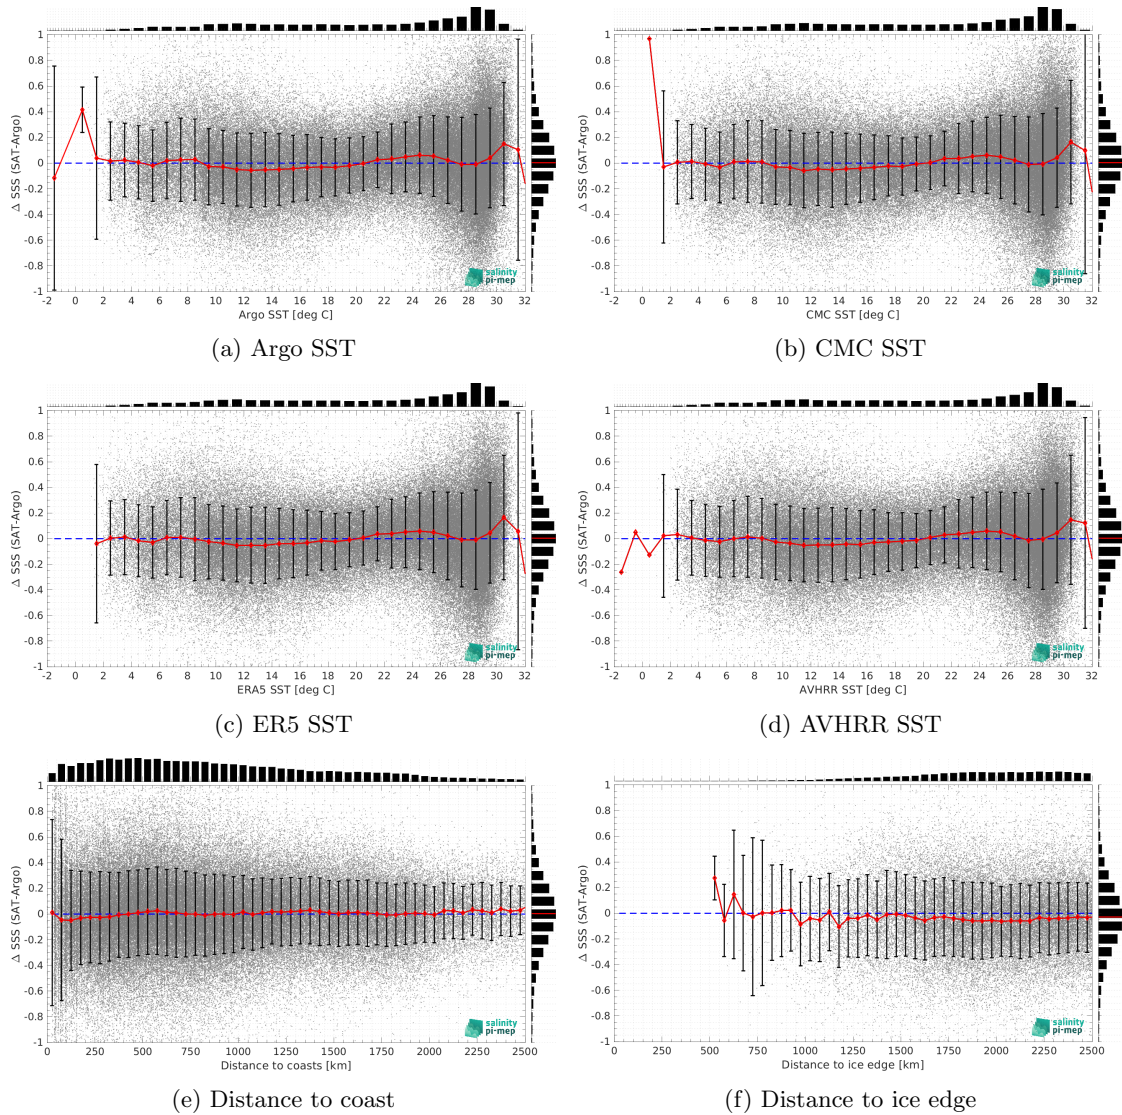 1
0.8
0.6
0.4
0.2
0
-0.2
-0.4
-0.6
-0.8
-1
Δ SSS (SAT-Argo)
-2 0 2 4 6 8 10 12 14 16 18 20 22 24 26 28 30 32
Argo SST [deg C]
salinity
pi-mep
(a) Argo SST
1
0.8
0.6
0.4
0.2
0
-0.2
-0.4
-0.6
-0.8
-1
Δ SSS (SAT-Argo)
-2 0 2 4 6 8 10 12 14 16 18 20 22 24 26 28 30 32
CMC SST [deg C]
salinity
pi-mep
(b) CMC SST
1
0.8
0.6
0.4
0.2
0
-0.2
-0.4
-0.6
-0.8
-1
Δ SSS (SAT-Argo)
-2 0 2 4 6 8 10 12 14 16 18 20 22 24 26 28 30 32
ERA5 SST [deg C]
salinity
pi-mep
(c) ER5 SST
1
0.8
0.6
0.4
0.2
0
-0.2
-0.4
-0.6
-0.8
-1
Δ SSS (SAT-Argo)
-2 0 2 4 6 8 10 12 14 16 18 20 22 24 26 28 30 32
AVHRR SST [deg C]
salinity
pi-mep
(d) AVHRR SST
1
0.8
0.6
0.4
0.2
0
-0.2
-0.4
-0.6
-0.8
-1
Δ SSS (SAT-Argo)
0 250 500 750 1000 1250 1500 1750 2000 2250 2500
Distance to coasts [km]
salinity
pi-mep
(e) Distance to coast
1
0.8
0.6
0.4
0.2
0
-0.2
-0.4
-0.6
-0.8
-1
Δ SSS (SAT-Argo)
0 250 500 750 1000 1250 1500 1750 2000 2250 2500
Distance to ice edge [km]
salinity
pi-mep
(f) Distance to ice edge